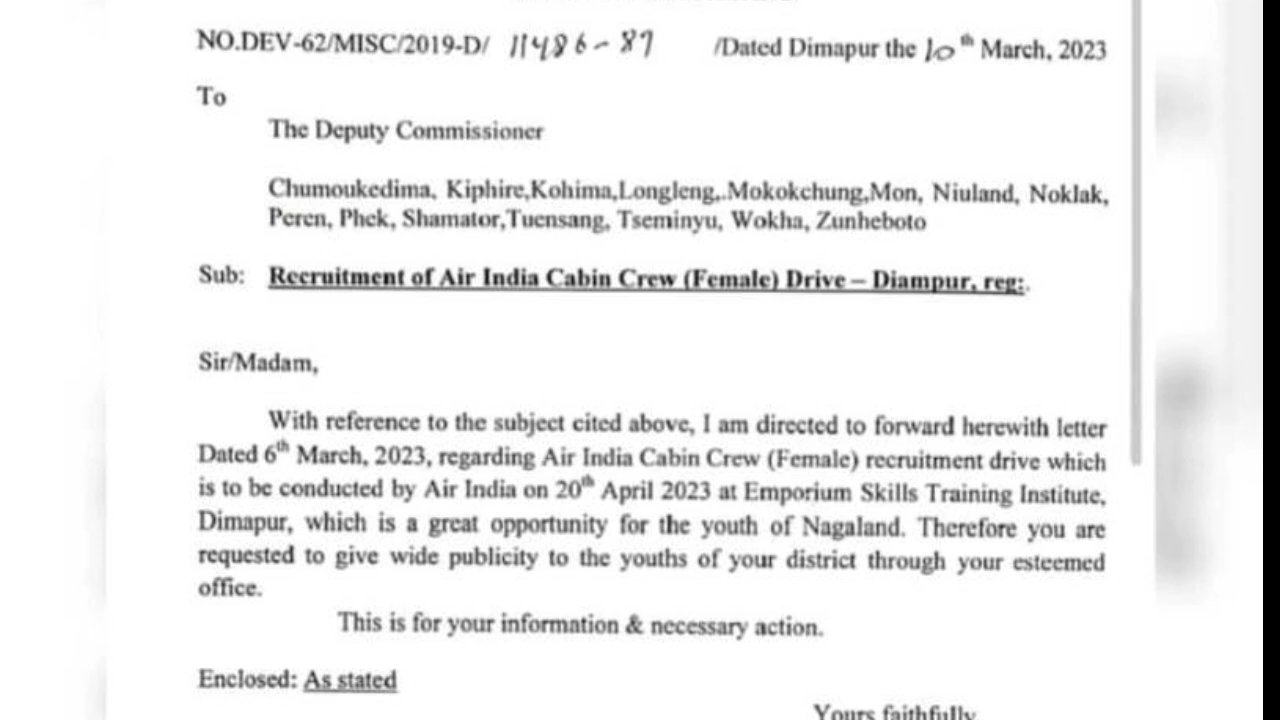 NO.DEV-62/MISC/2019-D/ 11486-87 /Dated Dimapur the 10th March, 2023
To
The Deputy Commissioner
Chumoukedima, Kiphire,Kohima,Longleng,.Mokokchung,Mon, Niuland, Noklak,
Peren, Phek, Shamator,Tuensang, Tseminyu, Wokha, Zunheboto
Sub: Recruitment of Air India Cabin Crew (Female) Drive – Diampur, reg:.
Sir/Madam,
With reference to the subject cited above, I am directed to forward herewith letter
Dated 6th March, 2023, regarding Air India Cabin Crew (Female) recruitment drive which
is to be conducted by Air India on 20th April 2023 at Emporium Skills Training Institute,
Dimapur, which is a great opportunity for the youth of Nagaland. Therefore you are
requested to give wide publicity to the youths of your district through your esteemed
office.
This is for your information & necessary action.
Enclosed: As stated
Yours faithfully